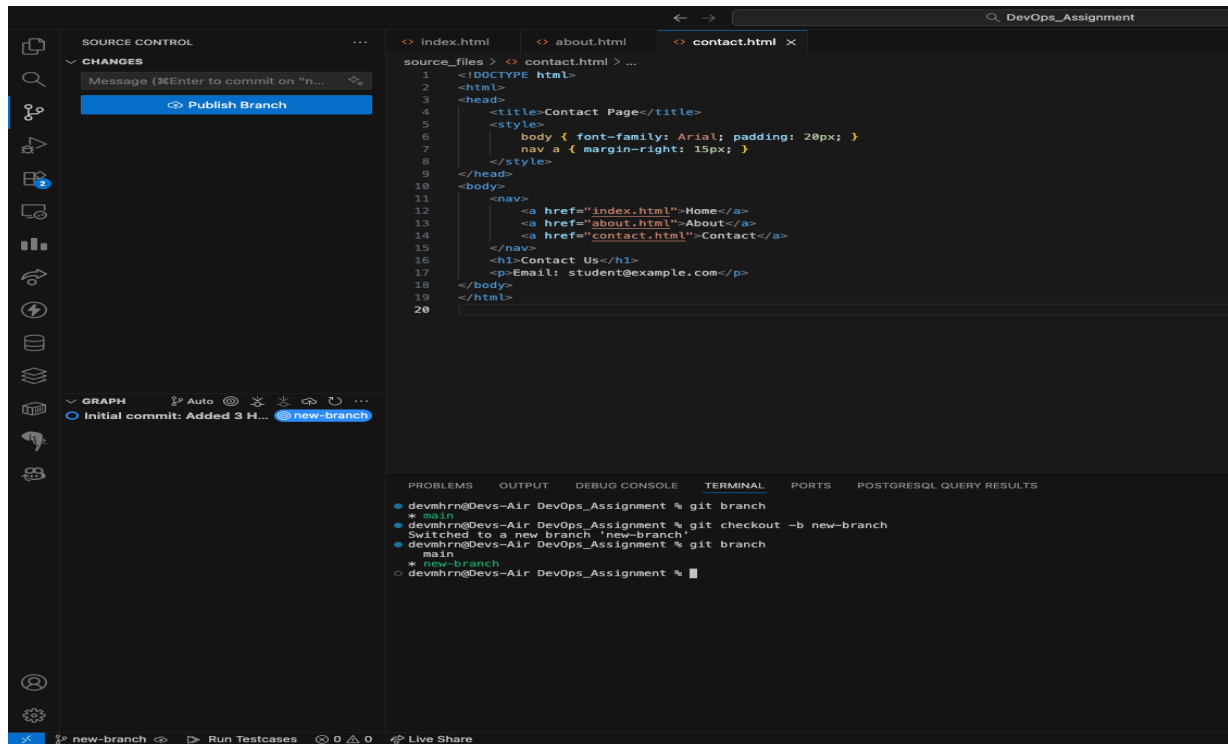 DevOps_Assignment
SOURCE CONTROL
CHANGES
Message (⌘Enter to commit on "n...
Publish Branch
2
GRAPH
Auto
Initial commit: Added 3 H... new-branch
index.html about.html contact.html
source_files > contact.html > ...
1 <!DOCTYPE html>
2 <html>
3 <head>
4 <title>Contact Page</title>
5 <style>
6 body { font-family: Arial; padding: 20px; }
7 nav a { margin-right: 15px; }
8 </style>
9 </head>
10 <body>
11 <nav>
12 <a href="index.html">Home</a>
13 <a href="about.html">About</a>
14 <a href="contact.html">Contact</a>
15 </nav>
16 <h1>Contact Us</h1>
17 <p>Email: student@example.com</p>
18 </body>
19 </html>
20
PROBLEMS OUTPUT DEBUG CONSOLE TERMINAL PORTS POSTGRESQL QUERY RESULTS
devmhrn@Devs-Air DevOps_Assignment % git branch
* main
devmhrn@Devs-Air DevOps_Assignment % git checkout -b new-branch
Switched to a new branch 'new-branch'
devmhrn@Devs-Air DevOps_Assignment % git branch
main
* new-branch
devmhrn@Devs-Air DevOps_Assignment %
new-branch Run Testcases 0 0 Live Share